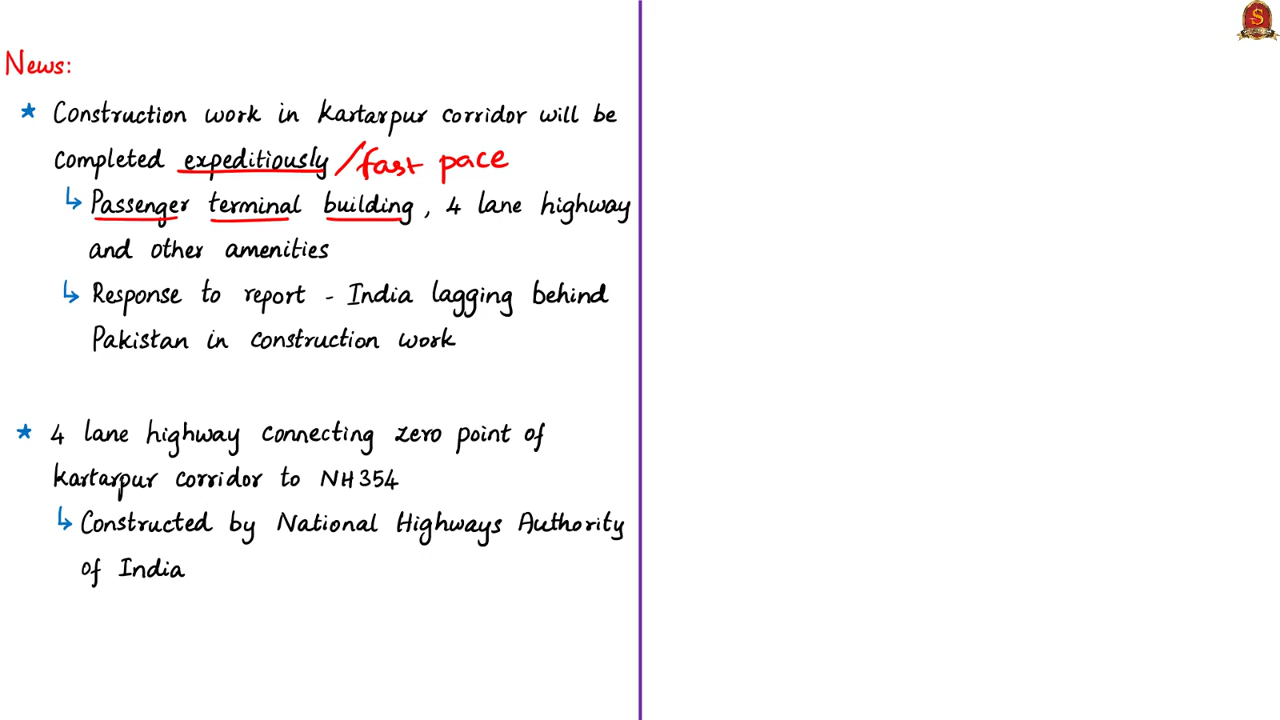 News:
* Construction work in Kartarpur corridor will be
completed expeditiously /fast pace
↳ Passenger terminal building, 4 lane highway
and other amenities
↳ Response to report - India lagging behind
Pakistan in construction work
* 4 lane highway connecting zero point of
Kartarpur corridor to NH354
↳ Constructed by National Highways Authority
of India
S